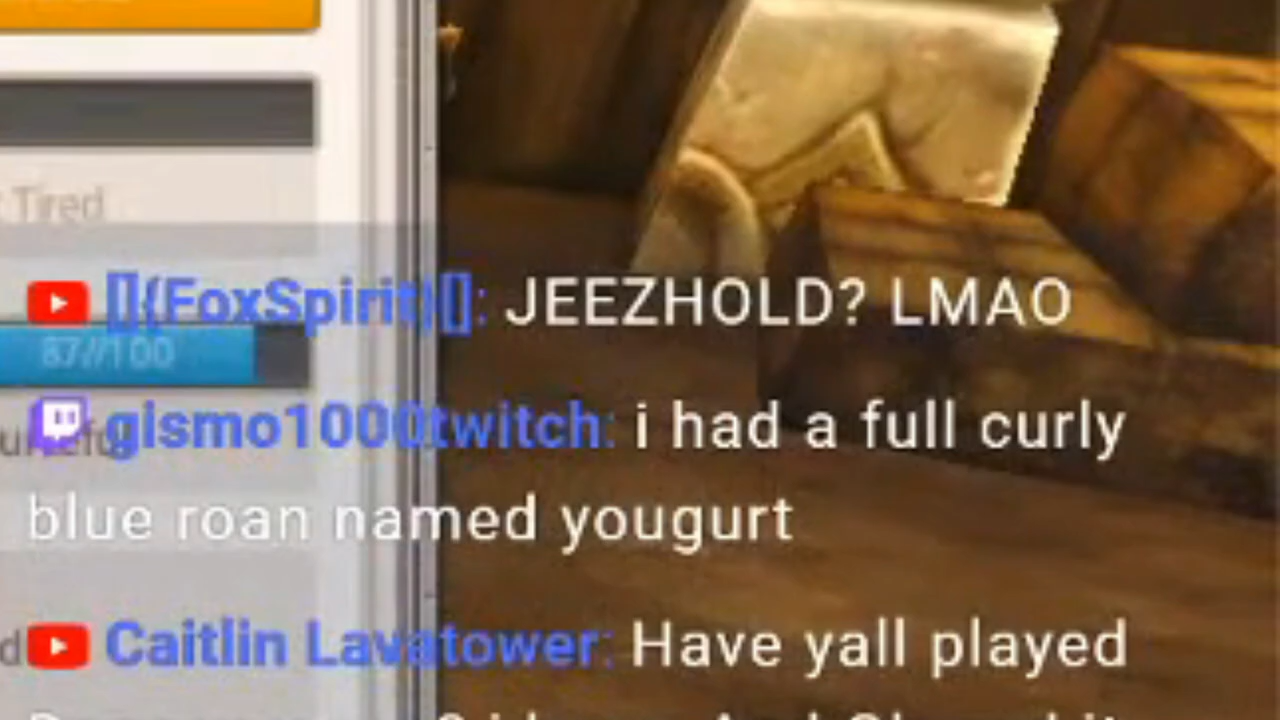 Tired
[](FoxSpirit)[]: JEEZHOLD? LMAO
87//100
gismo1000twitch: i had a full curly
blue roan named yougurt
Caitlin Lavatower: Have yall played